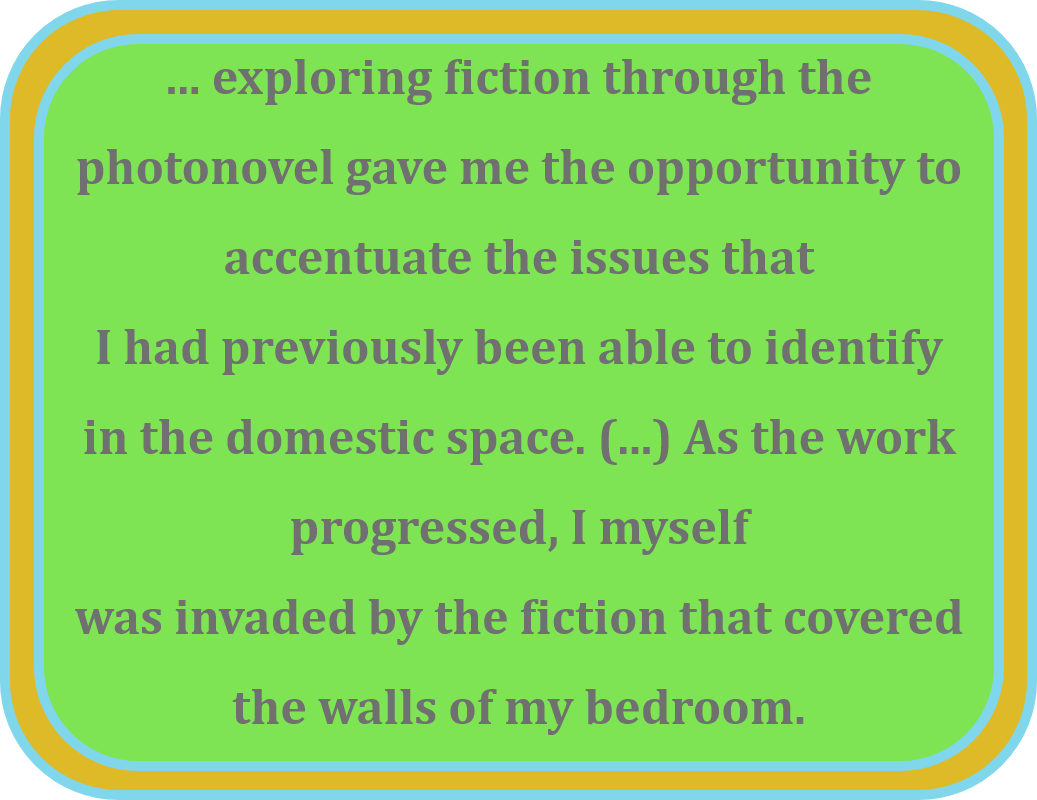 ... exploring fiction through the
photonovel gave me the opportunity to
accentuate the issues that
I had previously been able to identify
in the domestic space. (...) As the work
progressed, I myself
was invaded by the fiction that covered
the walls of my bedroom.